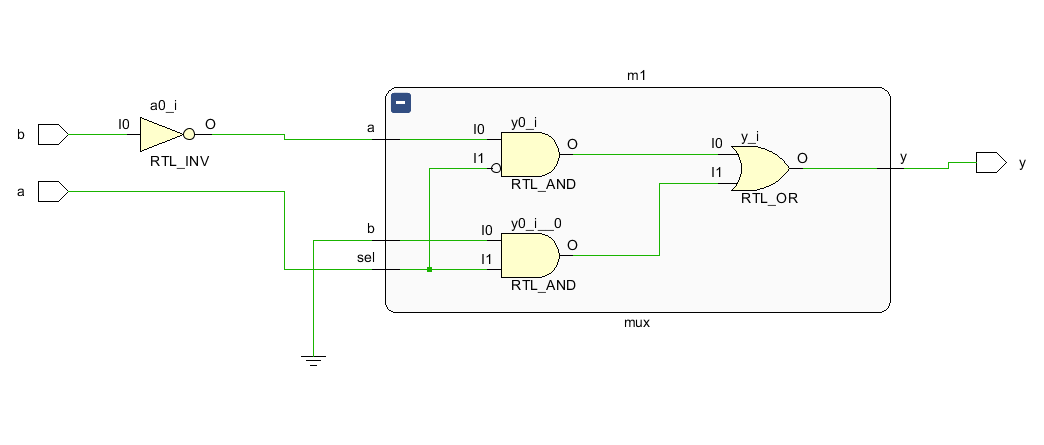 m1
a0_i
b
I0
O
RTL_INV
a
a
y0_i
I0
I1
O
RTL_AND
y_i
I0
I1
O
RTL_OR
y
y
b
sel
y0_i__0
I0
I1
O
RTL_AND
mux